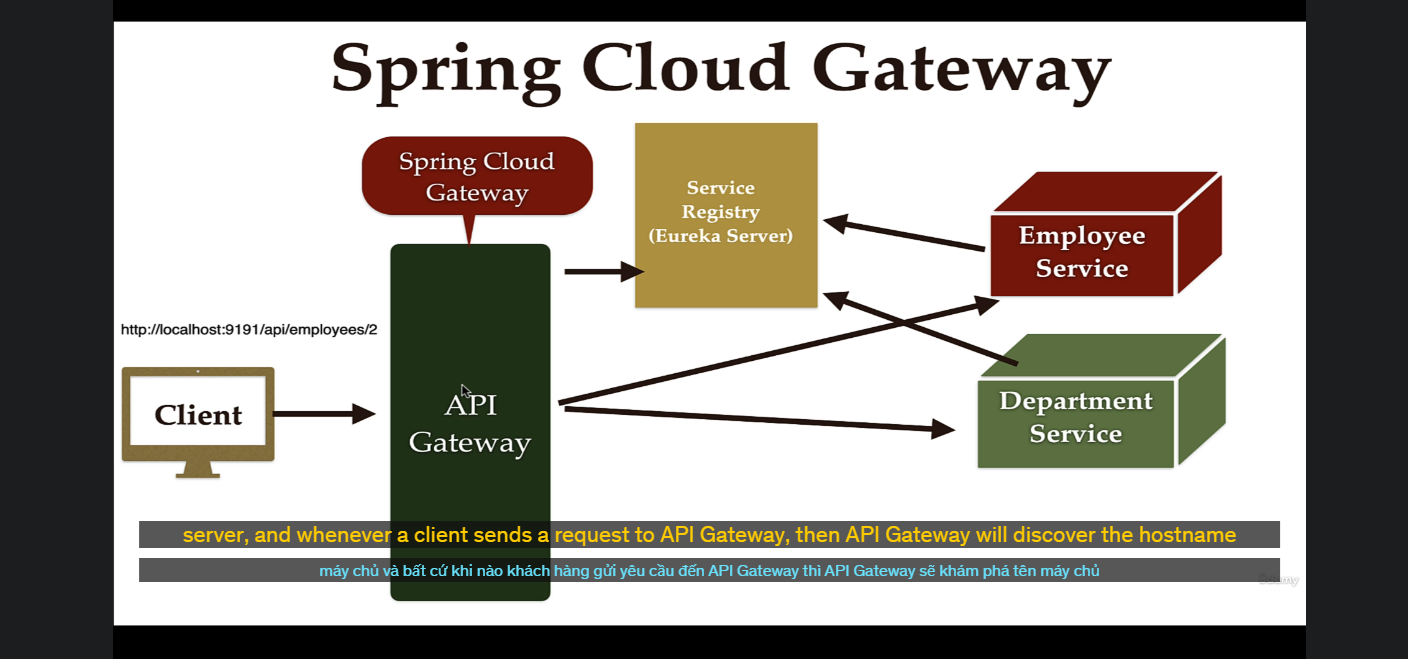 Spring Cloud Gateway
Spring Cloud
Gateway
Service
Registry
(Eureka Server)
Employee
Service
http://localhost:9191/api/employees/2
Client
API
Gateway
Department
Service
server, and whenever a client sends a request to API Gateway, then API Gateway will discover the hostname
máy chủ và bất cứ khi nào khách hàng gửi yêu cầu đến API Gateway thì API Gateway sẽ khám phá tên máy chủ